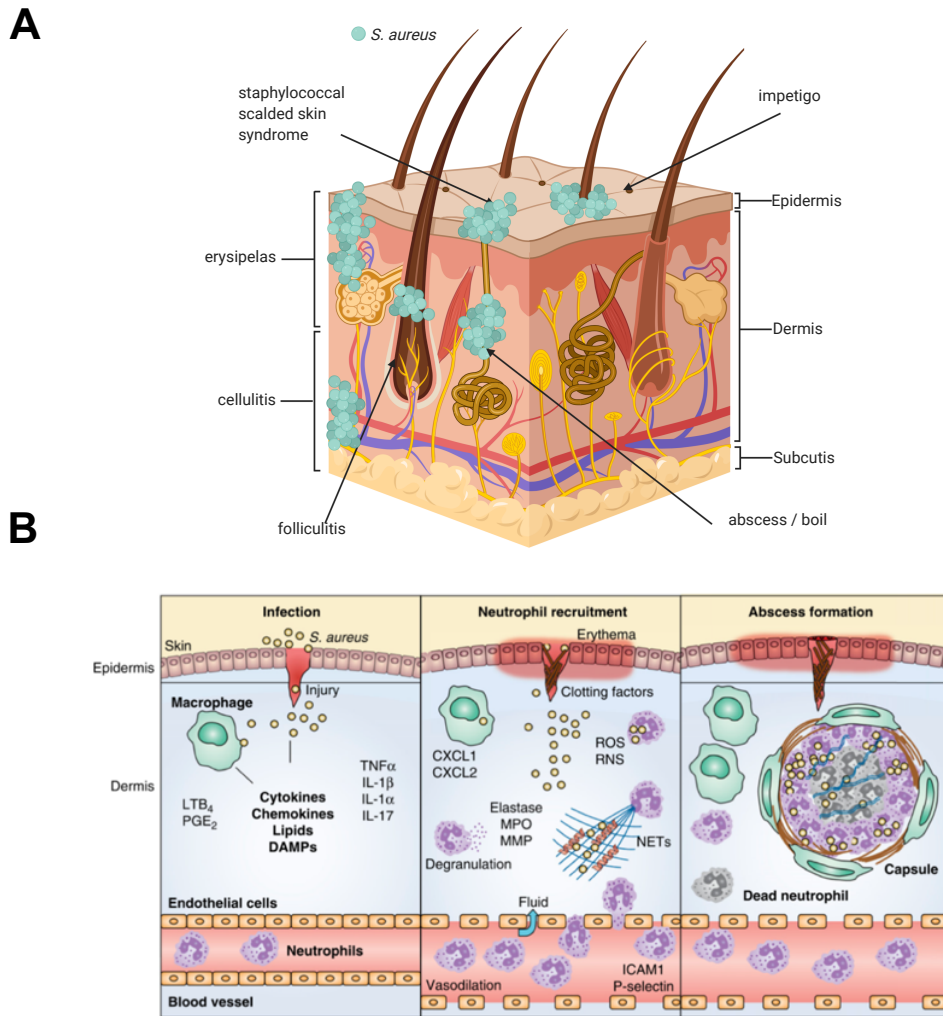 A
S. aureus
staphylococcal
scalded skin
syndrome
impetigo
Epidermis
erysipelas
Dermis
cellulitis
Subcutis
folliculitis
abscess / boil
B
Infection
Skin
S. aureus
Epidermis
Injury
Macrophage
Dermis
TNFα
IL-1β
IL-1α
IL-17
LTB4
PGE2
Cytokines
Chemokines
Lipids
DAMPs
Endothelial cells
Neutrophils
Blood vessel
Neutrophil recruitment
Erythema
Clotting factors
CXCL1
CXCL2
ROS
RNS
Elastase
MPO
MMP
Degranulation
NETs
Fluid
Vasodilation
ICAM1
P-selectin
Abscess formation
Capsule
Dead neutrophil